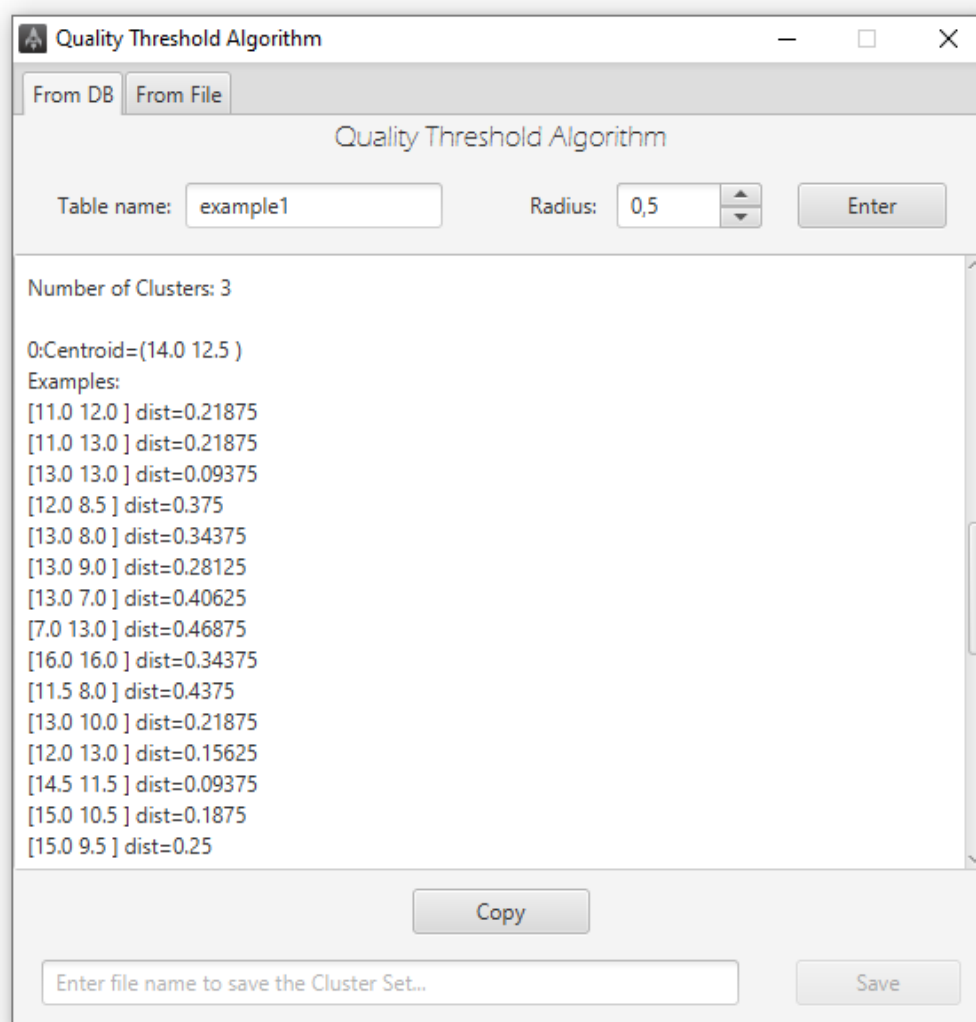 Quality Threshold Algorithm
From DB From File
Quality Threshold Algorithm
Table name: example1 Radius: 0,5 Enter
Number of Clusters: 3
0:Centroid=(14.0 12.5 )
Examples:
[11.0 12.0 ] dist=0.21875
[11.0 13.0 ] dist=0.21875
[13.0 13.0 ] dist=0.09375
[12.0 8.5 ] dist=0.375
[13.0 8.0 ] dist=0.34375
[13.0 9.0 ] dist=0.28125
[13.0 7.0 ] dist=0.40625
[7.0 13.0 ] dist=0.46875
[16.0 16.0 ] dist=0.34375
[11.5 8.0 ] dist=0.4375
[13.0 10.0 ] dist=0.21875
[12.0 13.0 ] dist=0.15625
[14.5 11.5 ] dist=0.09375
[15.0 10.5 ] dist=0.1875
[15.0 9.5 ] dist=0.25
Copy
Enter file name to save the Cluster Set... Save